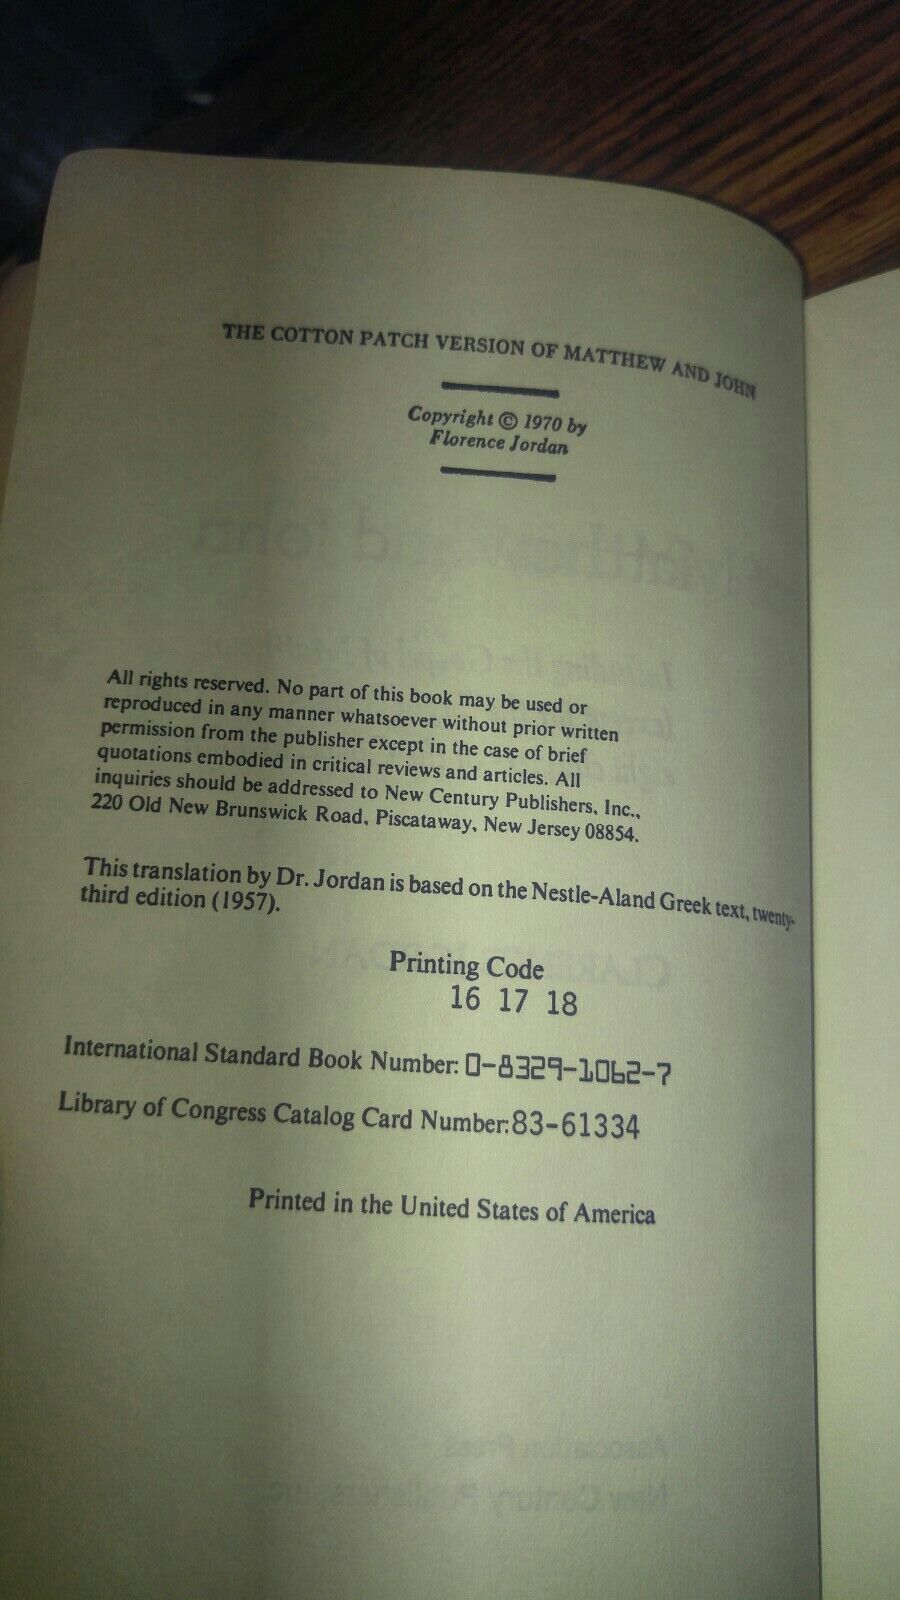 THE COTTON PATCH VERSION OF MATTHEW AND JOHN
Copyright © 1970 by
Florence Jordan
All rights reserved. No part of this book may be used or
reproduced in any manner whatsoever without prior written
permission from the publisher except in the case of brief
quotations embodied in critical reviews and articles. All
inquiries should be addressed to New Century Publishers, Inc.,
220 Old New Brunswick Road, Piscataway, New Jersey 08854.
This translation by Dr. Jordan is based on the Nestle-Aland Greek text, twenty-
third edition (1957).
Printing Code
16 17 18
International Standard Book Number: 0-8329-1062-7
Library of Congress Catalog Card Number: 83-61334
Printed in the United States of America